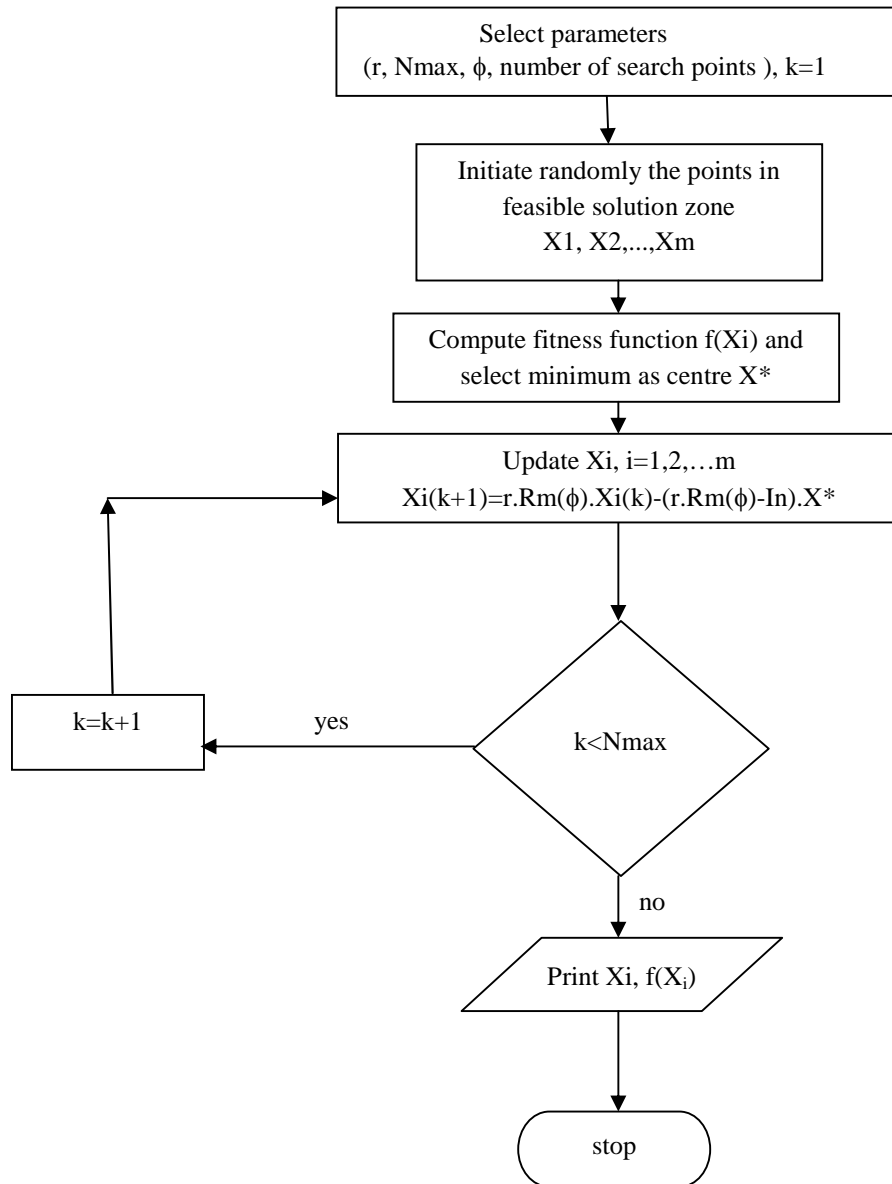 Select parameters
(r, Nmax, ϕ, number of search points ), k=1
Initiate randomly the points in
feasible solution zone
X1, X2,...,Xm
Compute fitness function f(Xi) and
select minimum as centre X*
Update Xi, i=1,2,…m
Xi(k+1)=r.Rm(ϕ).Xi(k)-(r.Rm(ϕ)-In).X*
k=k+1
yes
k<Nmax
no
Print Xi, f(Xᵢ)
stop